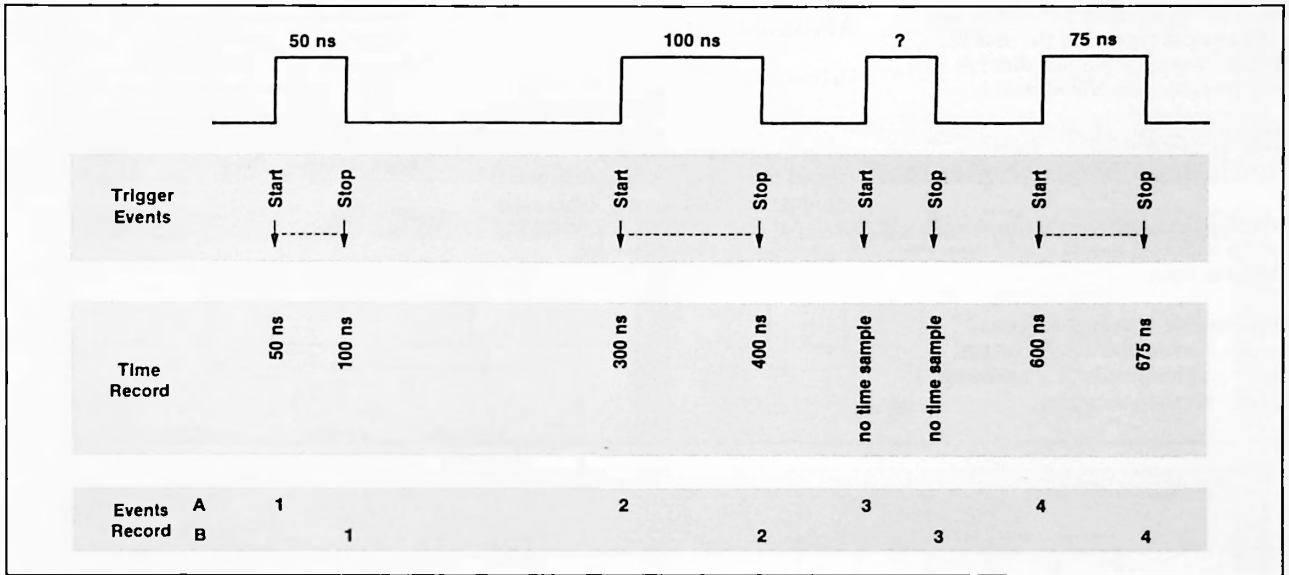 50 ns 100 ns ? 75 ns
Trigger
Events
Start Stop Start Stop Start Stop Start Stop
Time
Record
50 ns 100 ns 300 ns 400 ns no time sample no time sample 600 ns 675 ns
Events
Record
A 1 2 3 4
B 1 2 3 4